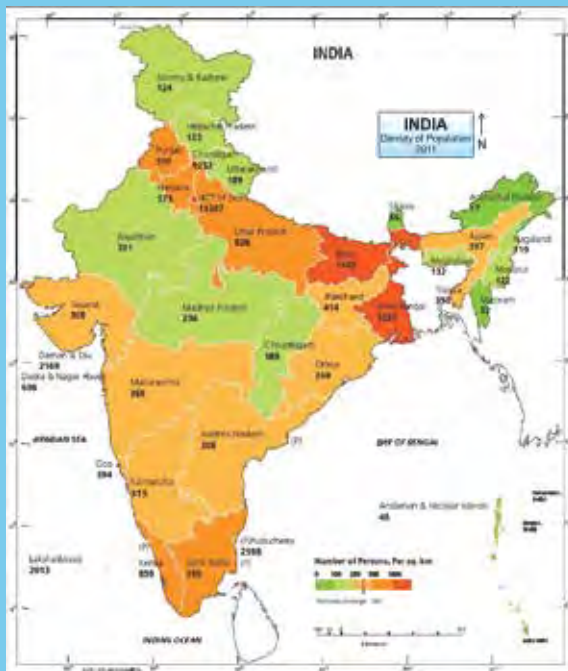 INDIA
INDIA
Density of Population
2011
N
Jammu & Kashmir
124
Himachal Pradesh
123
Punjab
550
Chandigarh
9252
Uttarakhand
189
Haryana
573
NCT of Delhi
Rajasthan
201
Uttar Pradesh
828
Bihar
Sikkim
86
Arunachal Pradesh
17
Assam
397
Nagaland
119
Meghalaya
132
Manipur
122
Tripura
350
Mizoram
52
Gujarat
308
Madhya Pradesh
236
Jharkhand
414
West Bengal
Chhattisgarh
189
Odisha
269
Daman & Diu
2169
Dadra & Nagar Haveli
698
Maharashtra
365
Andhra Pradesh
308
(P)
ARABIAN SEA
BAY OF BENGAL
Goa
394
Karnataka
319
Andaman & Nicobar Islands
46
Lakshadweep
2013
(P)
Kerala
859
Tamil Nadu
555
(Puducherry)
2598
(P)
Number of Persons, Per sq. km
0 100 250 500 1000
INDIAN OCEAN